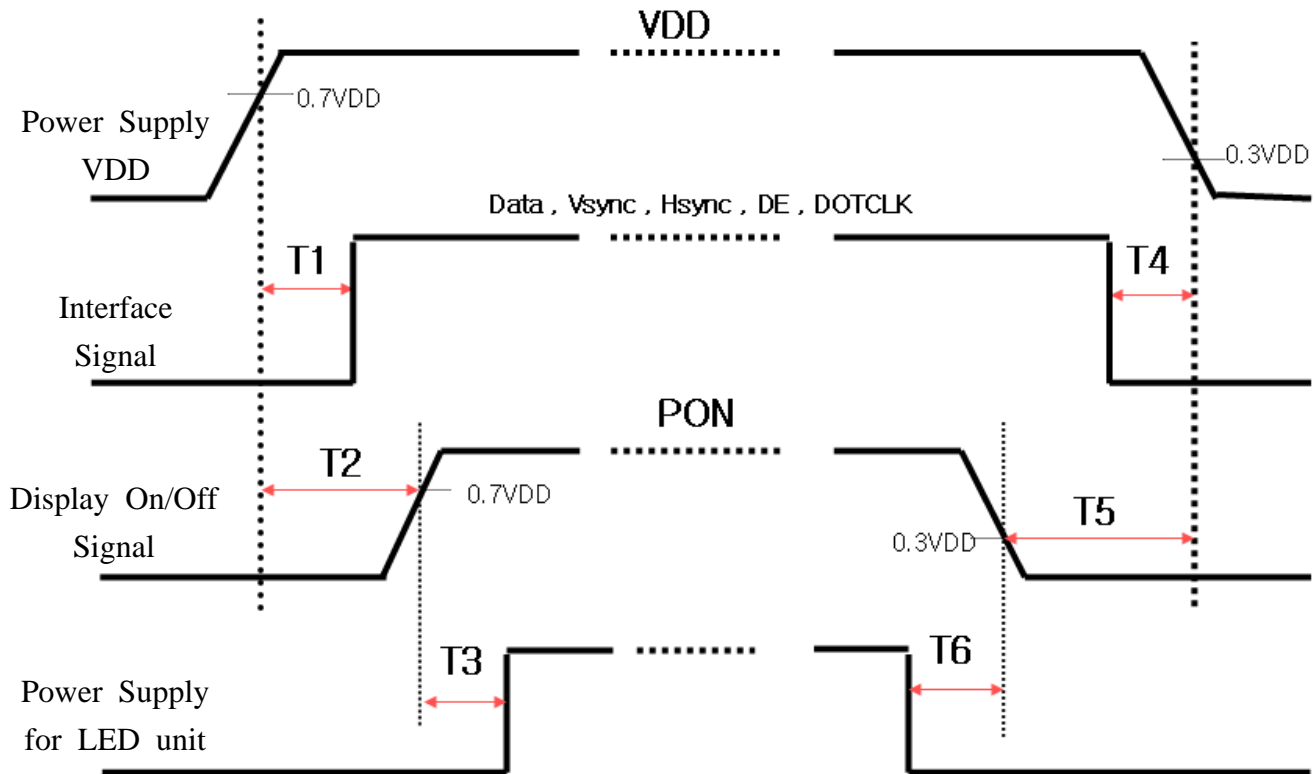 VDD
0.7VDD
Power Supply
VDD
0.3VDD
Data , Vsync , Hsync , DE , DOTCLK
T1
T4
Interface
Signal
PON
T2
0.7VDD
Display On/Off
Signal
0.3VDD
T5
T3
T6
Power Supply
for LED unit